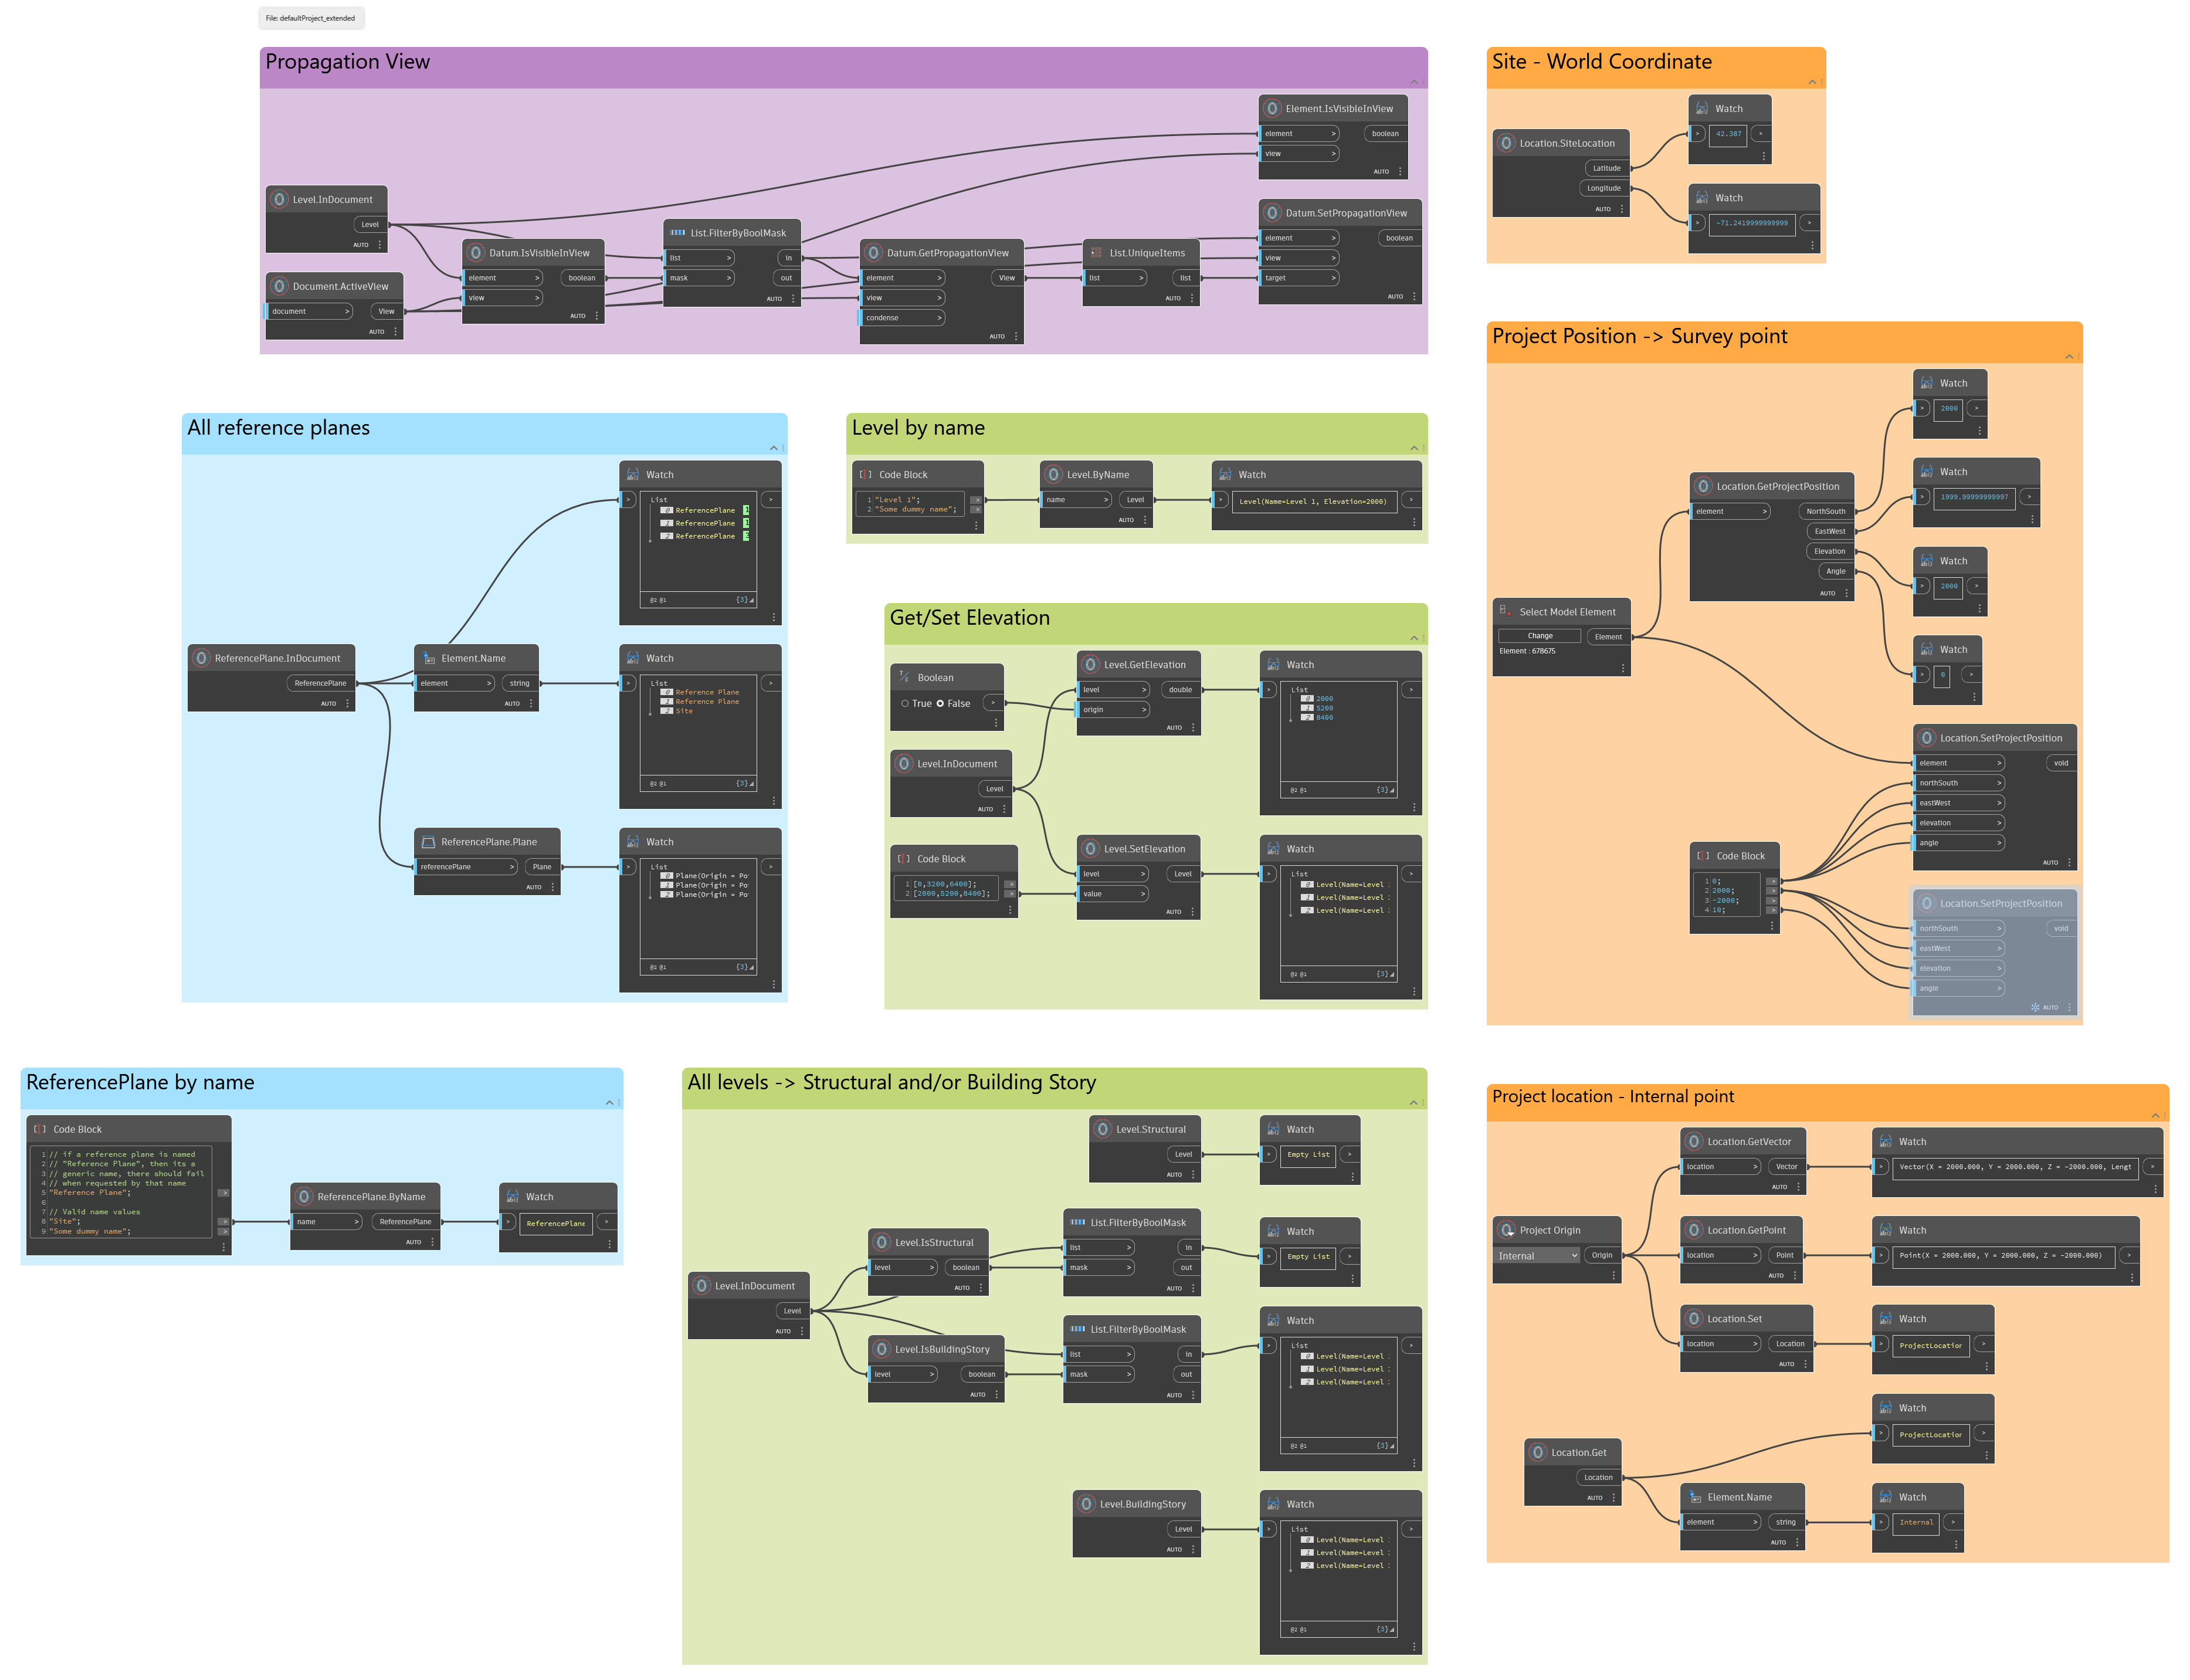 File: defaultProject_extended
Propagation View
Element.IsVisibleInView
element > boolean
view >
AUTO
Level.InDocument
Level
AUTO
Document.ActiveView
document > View
AUTO
Datum.IsVisibleInView
element > boolean
view >
AUTO
List.FilterByBoolMask
list > in
mask > out
AUTO
Datum.GetPropagationView
element > View
view >
condense >
AUTO
List.UniqueItems
list > list
AUTO
Datum.SetPropagationView
element > boolean
view >
target >
AUTO
Site - World Coordinate
Location.SiteLocation
Latitude
Longitude
AUTO
Watch
> 42.387 >
Watch
> -71.2419999999999 >
All reference planes
ReferencePlane.InDocument
ReferencePlane
AUTO
Watch
> List >
0 ReferencePlane 1
1 ReferencePlane 1
2 ReferencePlane
@2 @1 {3}
Element.Name
element > string
AUTO
Watch
> List >
0 Reference Plane
1 Reference Plane
2 Site
@2 @1 {3}
ReferencePlane.Plane
referencePlane > Plane
AUTO
Watch
> List >
0 Plane(Origin = Po
1 Plane(Origin = Po
2 Plane(Origin = Po
@2 @1 {3}
Level by name
Code Block
1 "Level 1"; >
2 "Some dummy name"; >
Level.ByName
name > Level
AUTO
Watch
> Level(Name=Level 1, Elevation=2000) >
Get/Set Elevation
Boolean
True False >
Level.InDocument
Level
AUTO
Code Block
1 [0,3200,6400]; >
2 [2000,5200,8400]; >
Level.GetElevation
level > double
origin >
AUTO
Watch
> List >
0 2000
1 5200
2 8400
@2 @1 {3}
Level.SetElevation
level > Level
value >
AUTO
Watch
> List >
0 Level(Name=Level
1 Level(Name=Level
2 Level(Name=Level
@2 @1 {3}
Project Position -> Survey point
Select Model Element
Change Element
Element : 678675
Location.GetProjectPosition
element > NorthSouth
EastWest
Elevation
Angle
AUTO
Watch
> 2000 >
Watch
> 1999.99999999997 >
Watch
> 2000 >
Watch
> 0 >
Location.SetProjectPosition
element > void
northSouth >
eastWest >
elevation >
angle >
AUTO
Code Block
1 0; >
2 2000; >
3 -2000; >
4 10; >
Location.SetProjectPosition
northSouth > void
eastWest >
elevation >
angle >
AUTO
ReferencePlane by name
Code Block
1 // if a reference plane is named
2 // "Reference Plane", then its a
3 // generic name, there should fail
4 // when requested by that name
5 "Reference Plane"; >
6
7 // Valid name values
8 "Site"; >
9 "Some dummy name"; >
ReferencePlane.ByName
name > ReferencePlane
AUTO
Watch
> ReferencePlane >
All levels -> Structural and/or Building Story
Level.Structural
Level
AUTO
Watch
> Empty List >
Level.InDocument
Level
AUTO
Level.IsStructural
level > boolean
AUTO
List.FilterByBoolMask
list > in
mask > out
AUTO
Watch
> Empty List >
Level.IsBuildingStory
level > boolean
AUTO
List.FilterByBoolMask
list > in
mask > out
AUTO
Watch
> List >
0 Level(Name=Level
1 Level(Name=Level
2 Level(Name=Level
@2 @1 {3}
Level.BuildingStory
Level
AUTO
Watch
> List >
0 Level(Name=Level
1 Level(Name=Level
2 Level(Name=Level
@2 @1 {3}
Project location - Internal point
Project Origin
Internal Origin
Location.GetVector
location > Vector
AUTO
Watch
> Vector(X = 2000.000, Y = 2000.000, Z = -2000.000, Lengt >
Location.GetPoint
location > Point
AUTO
Watch
> Point(X = 2000.000, Y = 2000.000, Z = -2000.000) >
Location.Set
location > Location
AUTO
Watch
> ProjectLocation >
Location.Get
Location
AUTO
Watch
> ProjectLocation >
Element.Name
element > string
AUTO
Watch
> Internal >